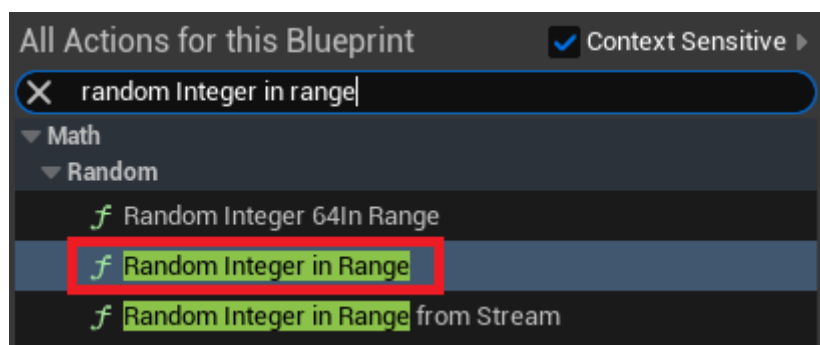 All Actions for this Blueprint Context Sensitive
random Integer in range
Math
Random
Random Integer 64In Range
Random Integer in Range
Random Integer in Range from Stream